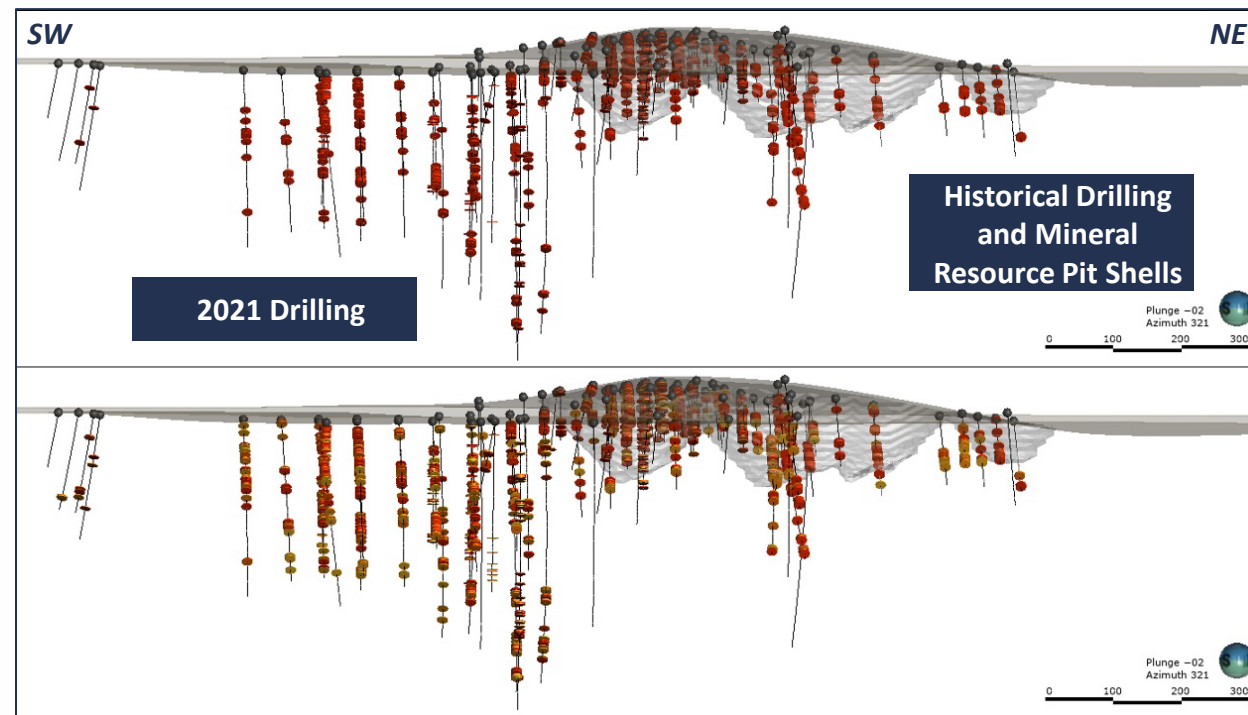 SW
NE
Historical Drilling
and Mineral
Resource Pit Shells
2021 Drilling
Plunge −02
Azimuth 321
0 100 200 300
Plunge −02
Azimuth 321
0 100 200 300